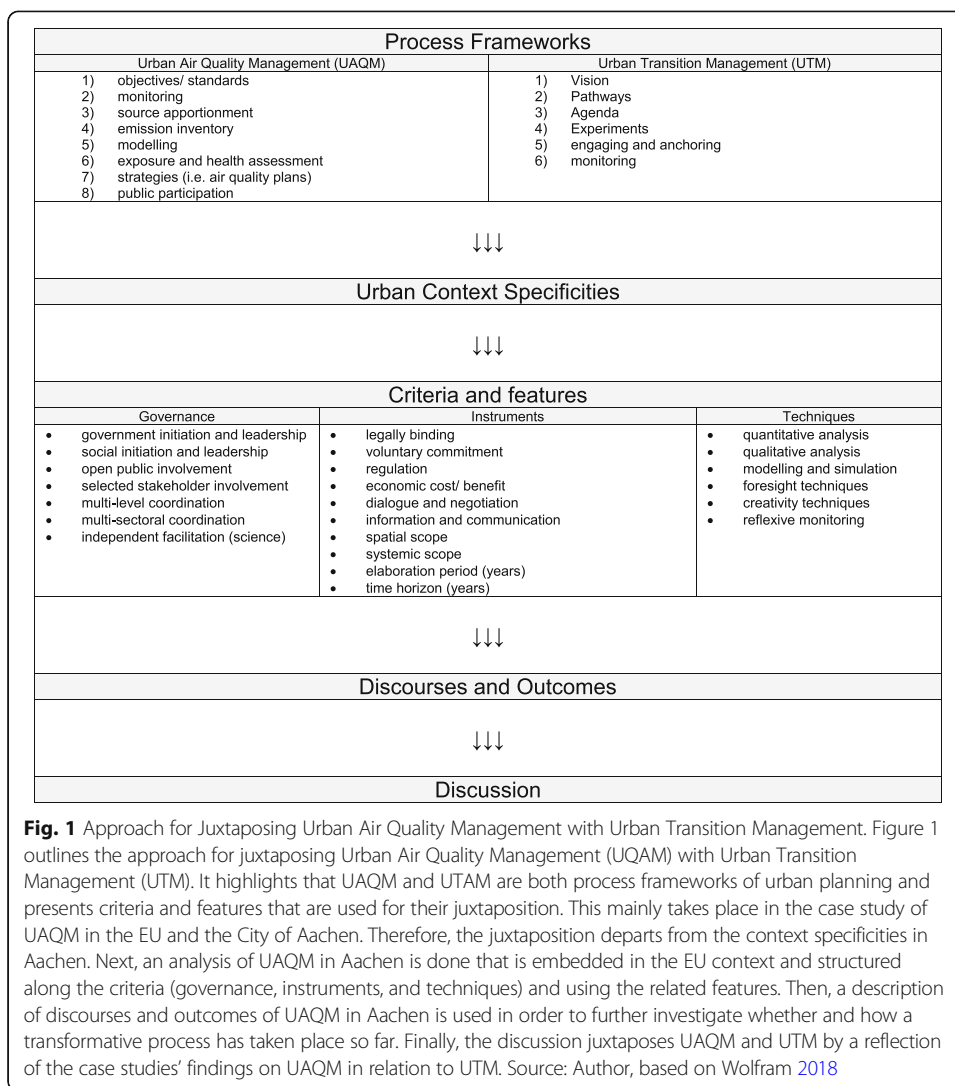 Process Frameworks
Urban Air Quality Management (UAQM)
1) objectives/ standards
2) monitoring
3) source apportionment
4) emission inventory
5) modelling
6) exposure and health assessment
7) strategies (i.e. air quality plans)
8) public participation
Urban Transition Management (UTM)
1) Vision
2) Pathways
3) Agenda
4) Experiments
5) engaging and anchoring
6) monitoring
↓↓↓
Urban Context Specificities
↓↓↓
Criteria and features
Governance
• government initiation and leadership
• social initiation and leadership
• open public involvement
• selected stakeholder involvement
• multi-level coordination
• multi-sectoral coordination
• independent facilitation (science)
Instruments
• legally binding
• voluntary commitment
• regulation
• economic cost/ benefit
• dialogue and negotiation
• information and communication
• spatial scope
• systemic scope
• elaboration period (years)
• time horizon (years)
Techniques
• quantitative analysis
• qualitative analysis
• modelling and simulation
• foresight techniques
• creativity techniques
• reflexive monitoring
↓↓↓
Discourses and Outcomes
↓↓↓
Discussion
Fig. 1 Approach for Juxtaposing Urban Air Quality Management with Urban Transition Management. Figure 1
outlines the approach for juxtaposing Urban Air Quality Management (UQAM) with Urban Transition
Management (UTM). It highlights that UAQM and UTAM are both process frameworks of urban planning and
presents criteria and features that are used for their juxtaposition. This mainly takes place in the case study of
UAQM in the EU and the City of Aachen. Therefore, the juxtaposition departs from the context specificities in
Aachen. Next, an analysis of UAQM in Aachen is done that is embedded in the EU context and structured
along the criteria (governance, instruments, and techniques) and using the related features. Then, a description
of discourses and outcomes of UAQM in Aachen is used in order to further investigate whether and how a
transformative process has taken place so far. Finally, the discussion juxtaposes UAQM and UTM by a reflection
of the case studies' findings on UAQM in relation to UTM. Source: Author, based on Wolfram 2018